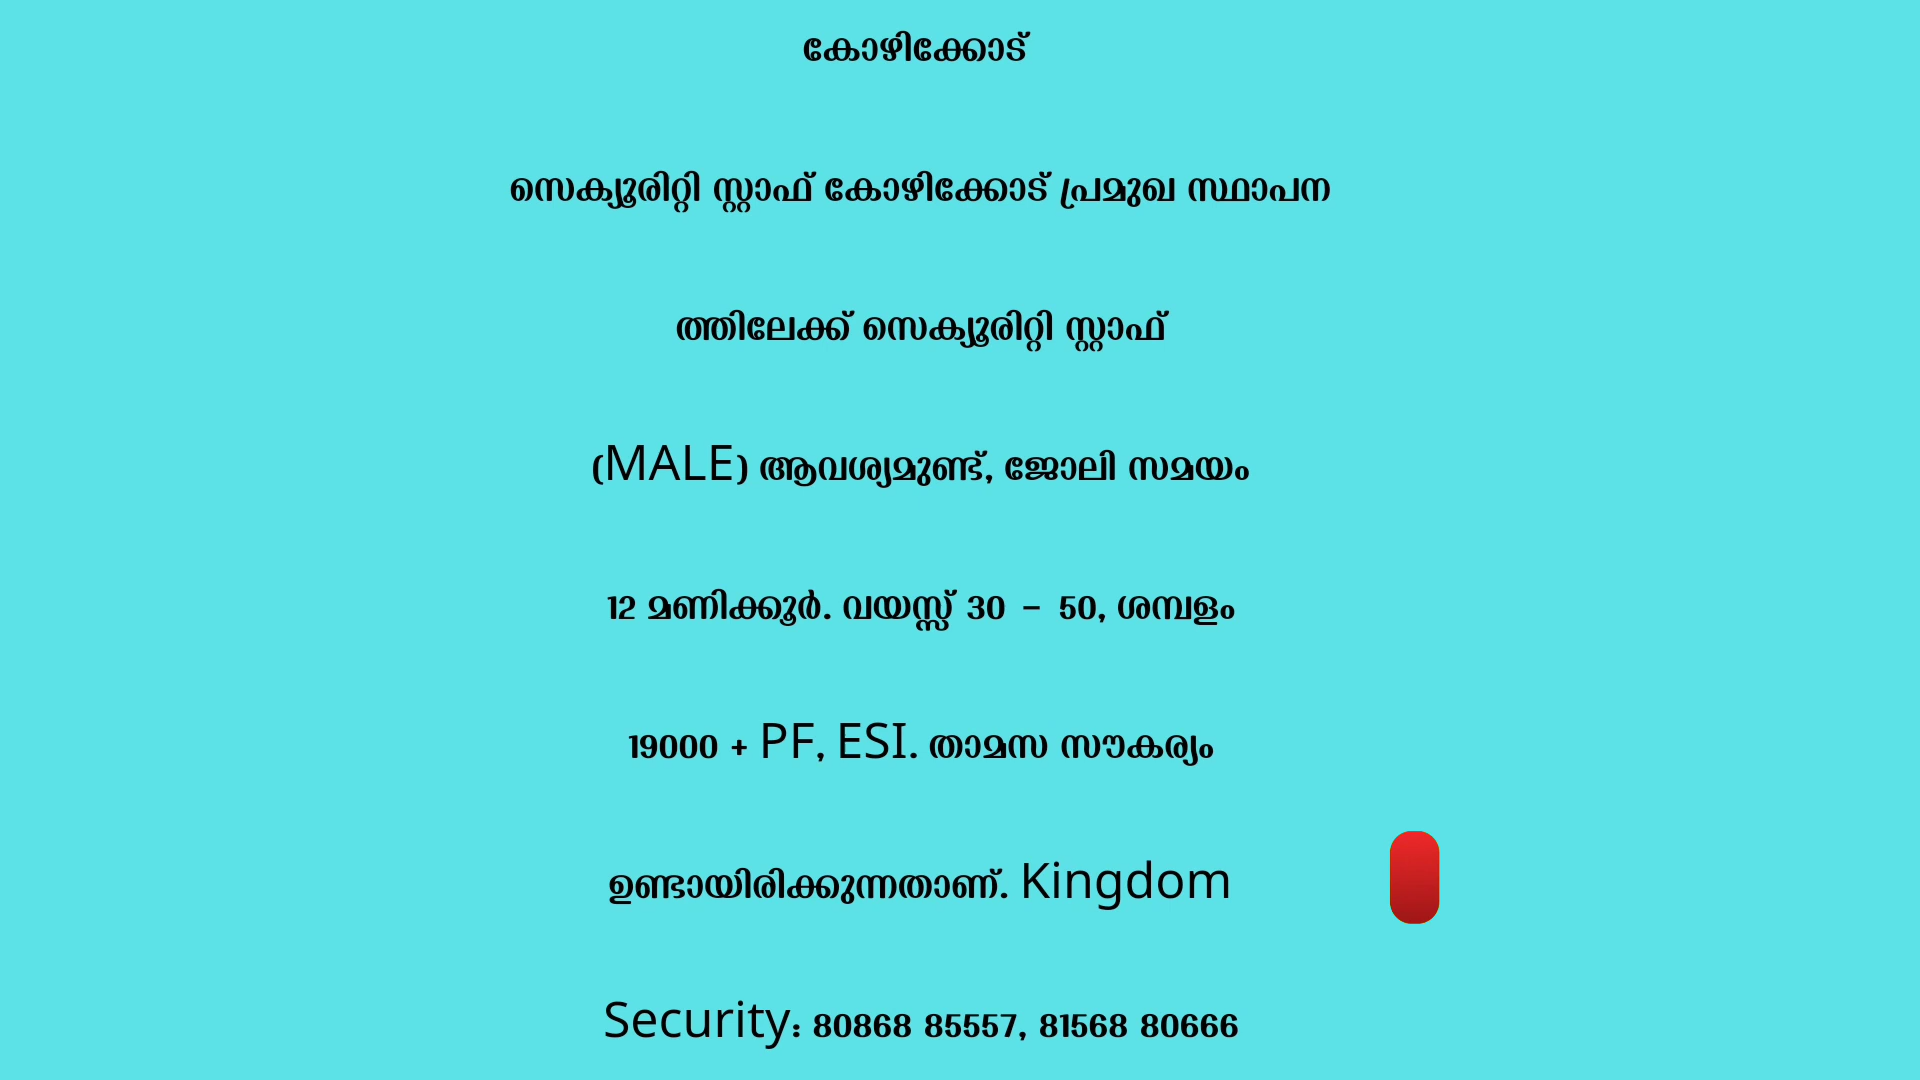 കോഴിക്കോട്
സെക്യൂരിറ്റി സ്റ്റാഫ് കോഴിക്കോട് പ്രമുഖ സ്ഥാപന
ത്തിലേക്ക് സെക്യൂരിറ്റി സ്റ്റാഫ്
(MALE) ആവശ്യമുണ്ട്, ജോലി സമയം
12 മണിക്കൂർ. വയസ്സ് 30 - 50, ശമ്പളം
19000 + PF, ESI. താമസ സൗകര്യം
ഉണ്ടായിരിക്കുന്നതാണ്. Kingdom
Security: 80868 85557, 81568 80666